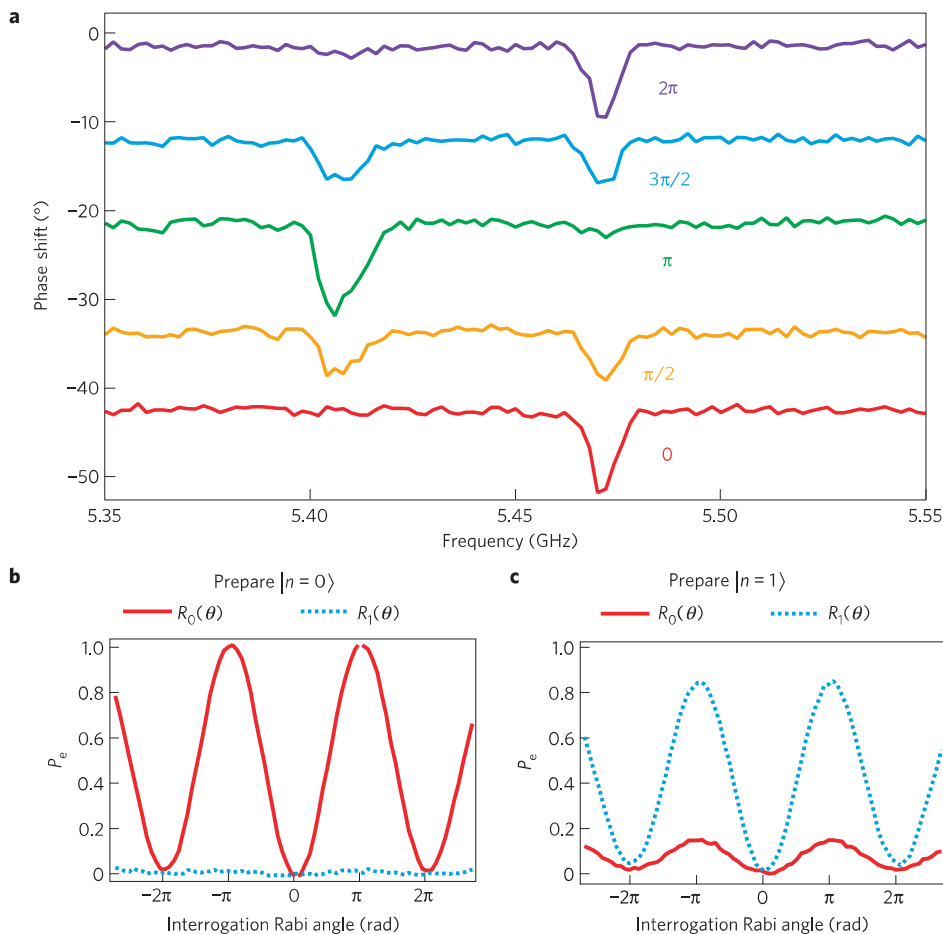 a
0
−10
−20
−30
−40
−50
Phase shift (°)
2π
3π/2
π
π/2
0
5.35
5.40
5.45
5.50
5.55
Frequency (GHz)
b
Prepare |n = 0⟩
R₀(θ)
R₁(θ)
1.0
0.8
0.6
0.4
0.2
0
Pₑ
−2π
−π
0
π
2π
Interrogation Rabi angle (rad)
c
Prepare |n = 1⟩
R₀(θ)
R₁(θ)
1.0
0.8
0.6
0.4
0.2
0
Pₑ
−2π
−π
0
π
2π
Interrogation Rabi angle (rad)